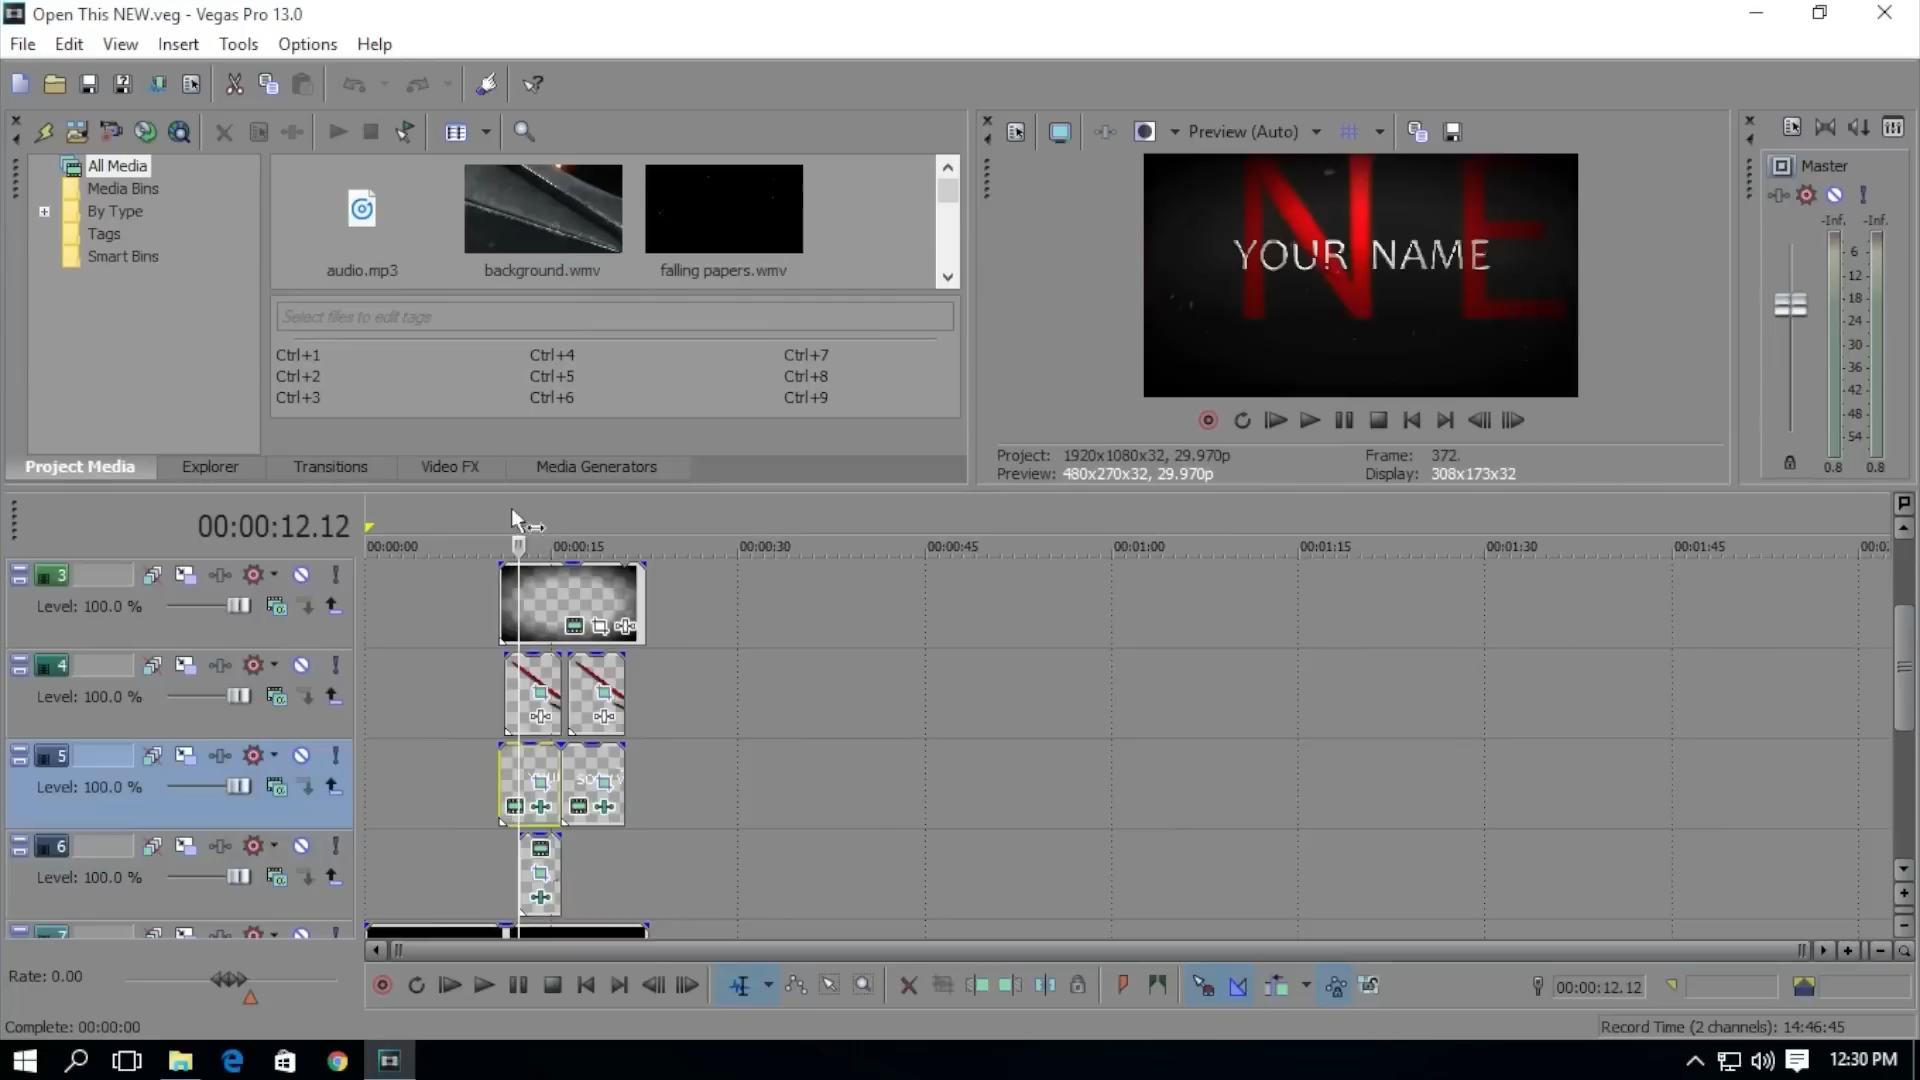 Open This NEW.veg - Vegas Pro 13.0
File Edit View Insert Tools Options Help
Preview (Auto)
All Media
Media Bins
By Type
Tags
Smart Bins
audio.mp3 background.wmv falling papers.wmv
Select files to edit tags
Ctrl+1 Ctrl+4 Ctrl+7
Ctrl+2 Ctrl+5 Ctrl+8
Ctrl+3 Ctrl+6 Ctrl+9
Project Media Explorer Transitions Video FX Media Generators
N E
YOUR NAME
Project: 1920x1080x32, 29.970p Frame: 372
Preview: 480x270x32, 29.970p Display: 308x173x32
Master
-Inf. -Inf.
6
12
18
24
30
36
42
48
54
0.8 0.8
00:00:12.12
00:00:00 00:00:15 00:00:30 00:00:45 00:01:00 00:01:15 00:01:30 00:01:45
3
Level: 100.0 %
4
Level: 100.0 %
5
Level: 100.0 %
6
Level: 100.0 %
7
Rate: 0.00
00:00:12.12
Complete: 00:00:00
Record Time (2 channels): 14:46:45
12:30 PM